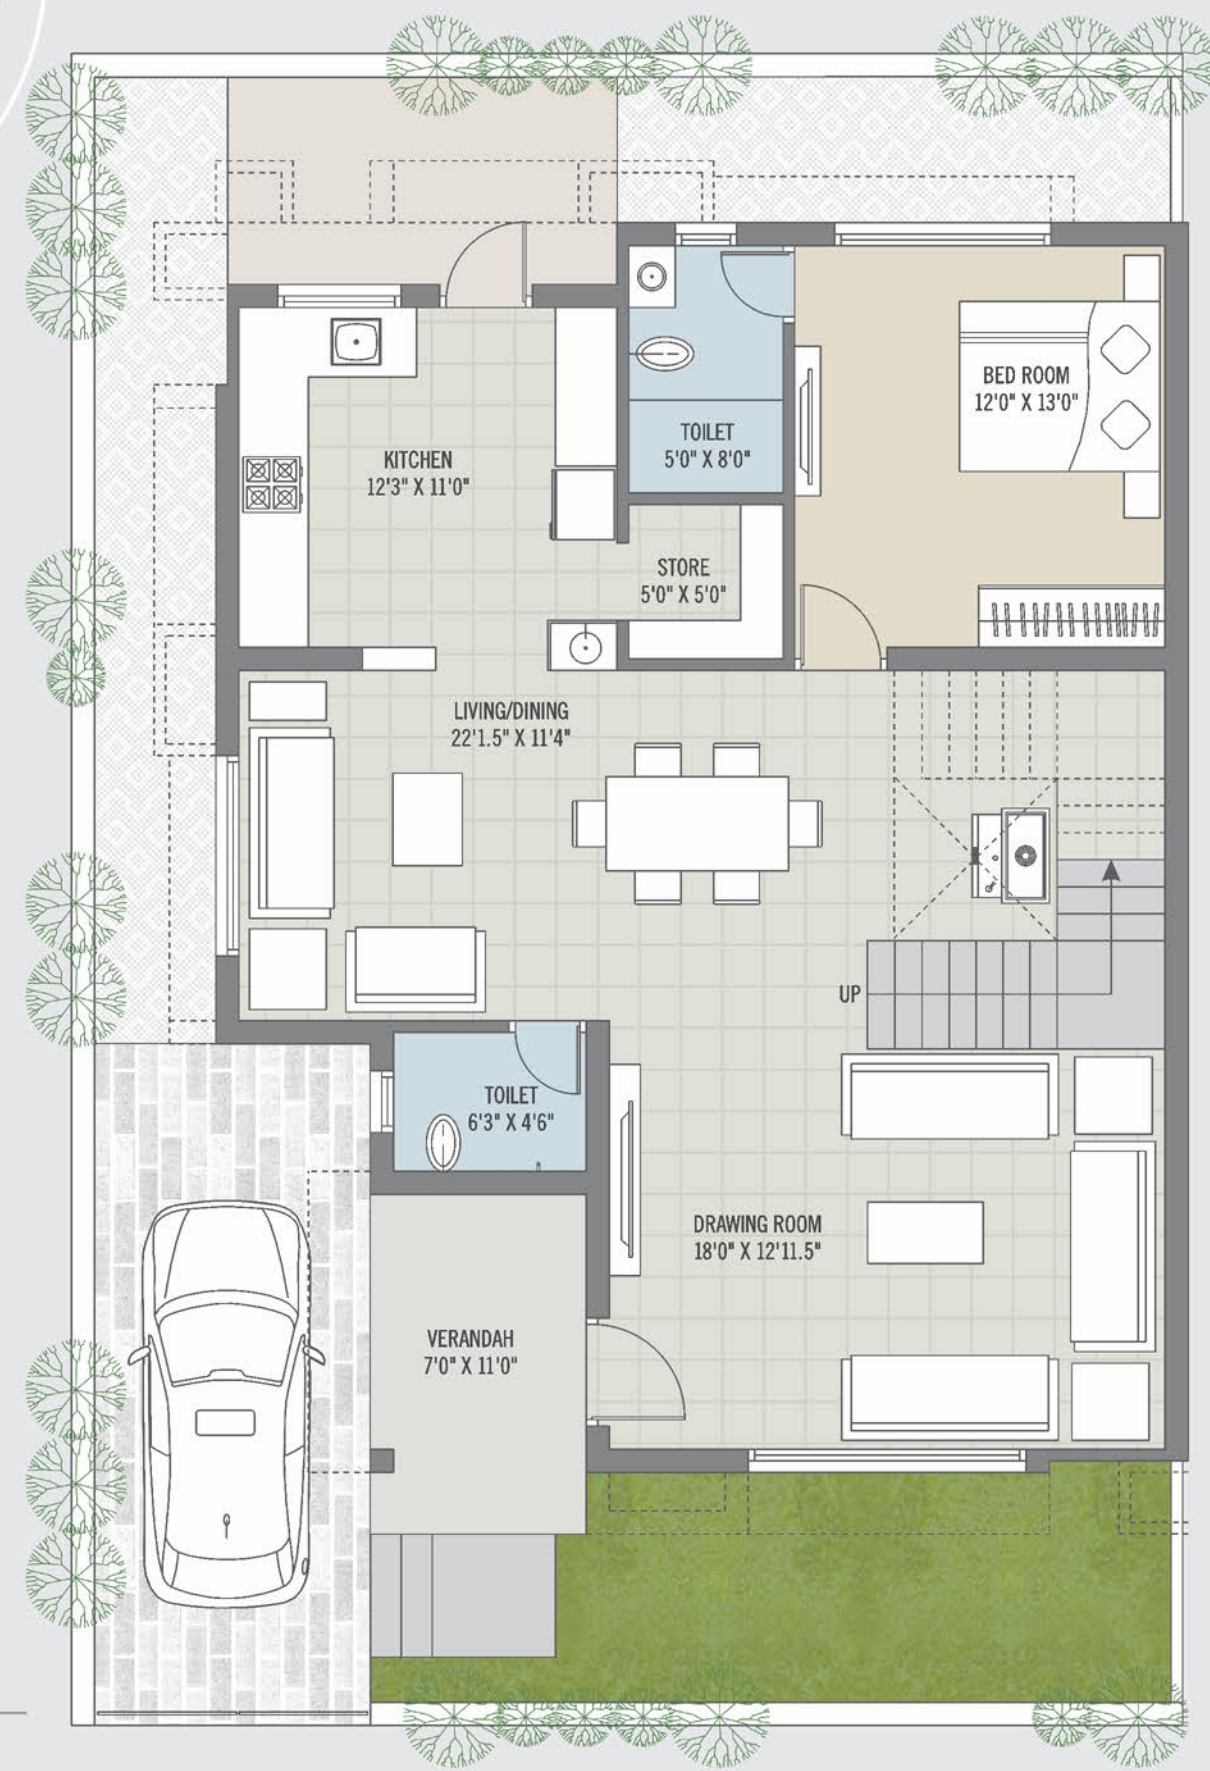 BED ROOM
12'0" X 13'0"
TOILET
5'0" X 8'0"
KITCHEN
12'3" X 11'0"
STORE
5'0" X 5'0"
LIVING/DINING
22'1.5" X 11'4"
UP
TOILET
6'3" X 4'6"
DRAWING ROOM
18'0" X 12'11.5"
VERANDAH
7'0" X 11'0"